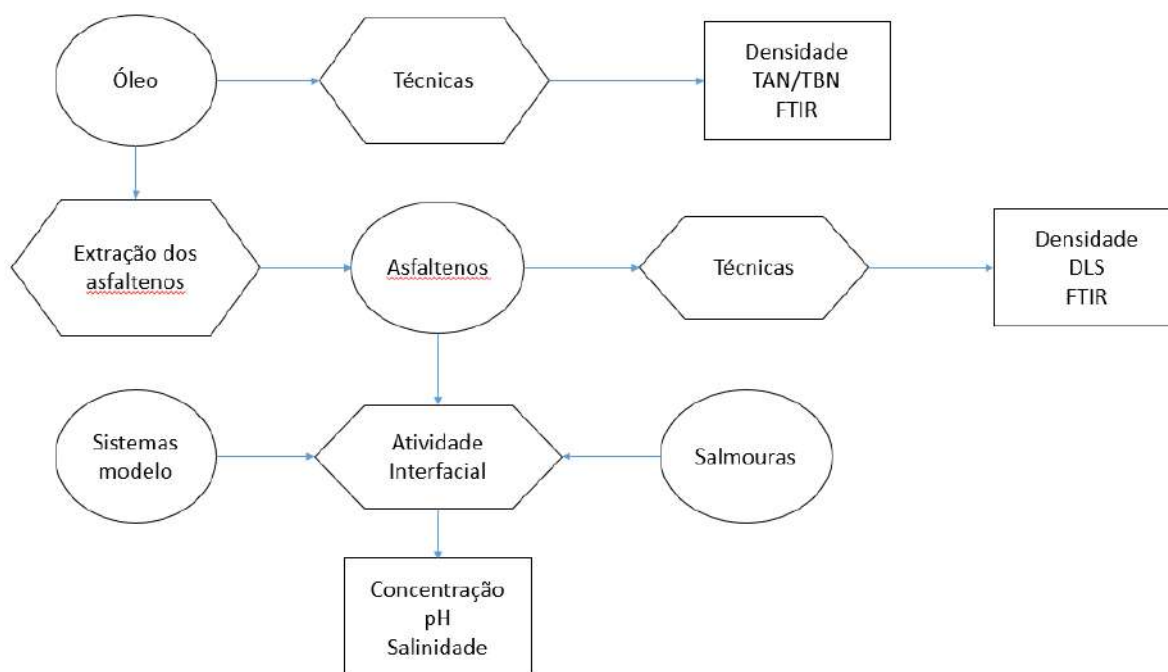 Óleo
Técnicas
Densidade
TAN/TBN
FTIR
Extração dos
asfaltenos
Asfaltenos
Técnicas
Densidade
DLS
FTIR
Sistemas
modelo
Atividade
Interfacial
Salmouras
Concentração
pH
Salinidade